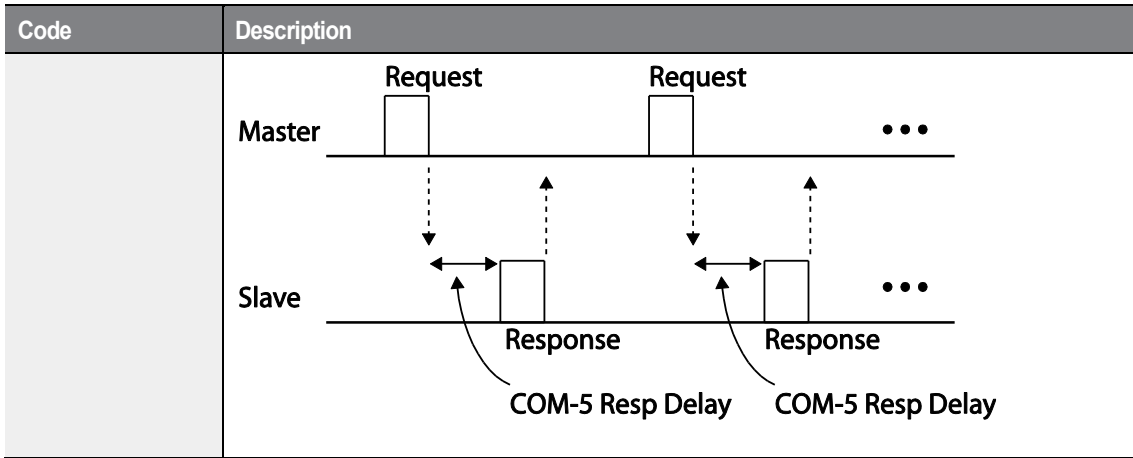 Code Description
Request Request
Master •••
Slave •••
Response Response
COM-5 Resp Delay COM-5 Resp Delay